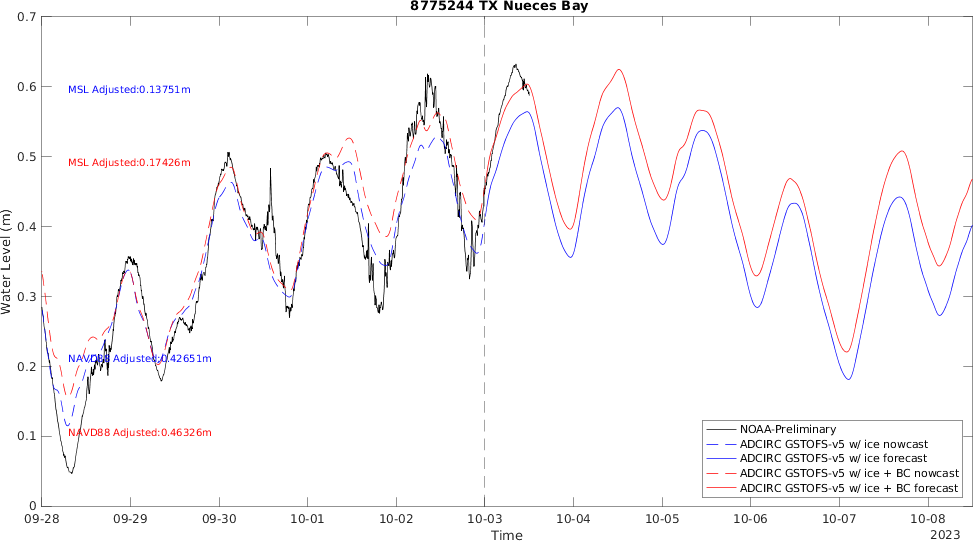 8775244 TX Nueces Bay
0.7
0.6
0.5
0.4
0.3
0.2
0.1
0
Water Level (m)
MSL Adjusted:0.13751m
MSL Adjusted:0.17426m
NAVD88 Adjusted:0.42651m
NAVD88 Adjusted:0.46326m
NOAA-Preliminary
ADCIRC GSTOFS-v5 w/ ice nowcast
ADCIRC GSTOFS-v5 w/ ice forecast
ADCIRC GSTOFS-v5 w/ ice + BC nowcast
ADCIRC GSTOFS-v5 w/ ice + BC forecast
09-28 09-29 09-30 10-01 10-02 10-03 10-04 10-05 10-06 10-07 10-08
Time
2023